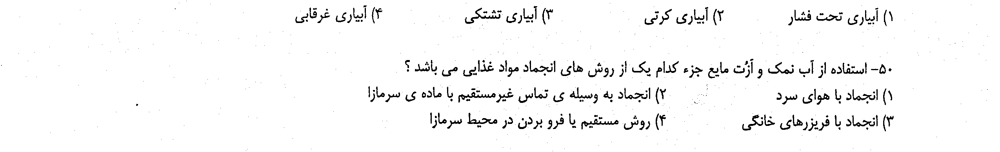 ۱) آبیاری تحت فشار ۲) آبیاری کرتی ۳) آبیاری تشتکی ۴) آبیاری غرقابی
۵۰- استفاده از آب نمک و اَزُت مایع جزء کدام یک از روش های انجماد مواد غذایی می باشد ؟
۱) انجماد با هوای سرد ۲) انجماد به وسیله ی تماس غیرمستقیم با ماده ی سرمازا
۳) انجماد با فریزرهای خانگی ۴) روش مستقیم یا فرو بردن در محیط سرمازا